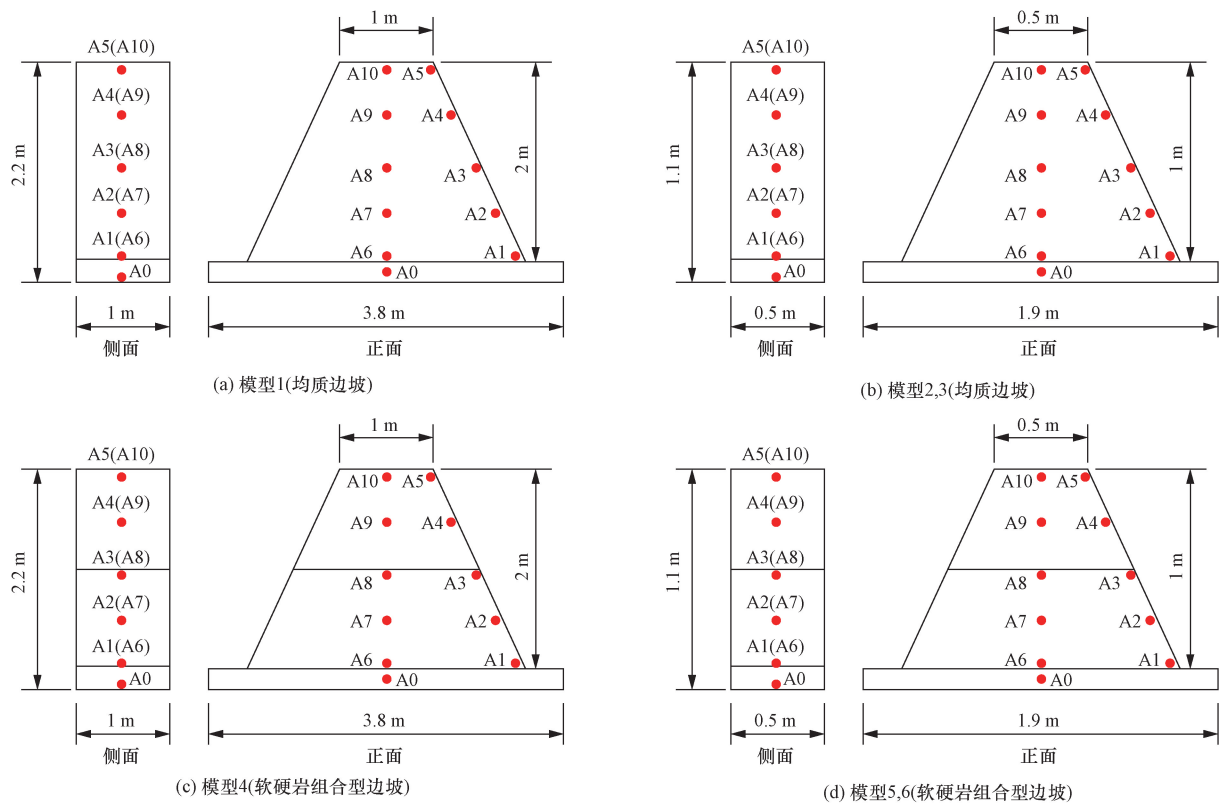 1 m
A5(A10)
A10
A5
A4(A9)
A9
A4
2.2 m
A3(A8)
A8
A3
2 m
A2(A7)
A7
A2
A1(A6)
A6
A1
A0
A0
1 m
3.8 m
侧面
正面
(a) 模型1(均质边坡)
0.5 m
A5(A10)
A10
A5
A4(A9)
A9
A4
1.1 m
A3(A8)
A8
A3
1 m
A2(A7)
A7
A2
A1(A6)
A6
A1
A0
A0
0.5 m
1.9 m
侧面
正面
(b) 模型2,3(均质边坡)
1 m
A5(A10)
A10
A5
A4(A9)
A9
A4
2.2 m
A3(A8)
A8
A3
2 m
A2(A7)
A7
A2
A1(A6)
A6
A1
A0
A0
1 m
3.8 m
侧面
正面
(c) 模型4(软硬岩组合型边坡)
0.5 m
A5(A10)
A10
A5
A4(A9)
A9
A4
1.1 m
A3(A8)
A8
A3
1 m
A2(A7)
A7
A2
A1(A6)
A6
A1
A0
A0
0.5 m
1.9 m
侧面
正面
(d) 模型5,6(软硬岩组合型边坡)